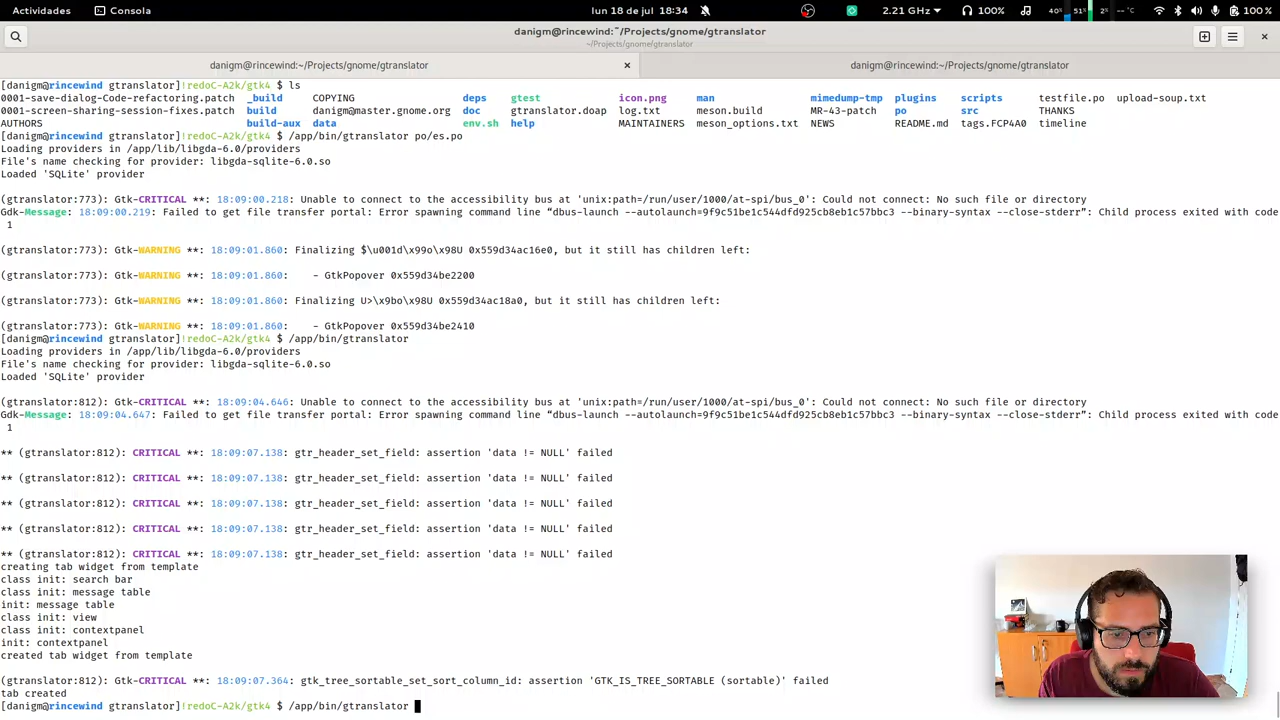 Actividades Consola lun 18 de jul 18:34 2.21 GHz 100% 40% 51% 2% -- °C 100 %
danigm@rincewind:~/Projects/gnome/gtranslator
~/Projects/gnome/gtranslator
danigm@rincewind:~/Projects/gnome/gtranslator danigm@rincewind:~/Projects/gnome/gtranslator
[danigm@rincewind gtranslator]!redoC-A2k/gtk4 $ ls
0001-save-dialog-Code-refactoring.patch _build COPYING deps gtest icon.png man mimedump-tmp plugins scripts testfile.po upload-soup.txt
0001-screen-sharing-session-fixes.patch build danigm@master.gnome.org doc gtranslator.doap log.txt meson.build MR-43-patch po src THANKS
AUTHORS build-aux data env.sh help MAINTAINERS meson_options.txt NEWS README.md tags.FCP4A0 timeline
[danigm@rincewind gtranslator]!redoC-A2k/gtk4 $ /app/bin/gtranslator po/es.po
Loading providers in /app/lib/libgda-6.0/providers
File's name checking for provider: libgda-sqlite-6.0.so
Loaded 'SQLite' provider
(gtranslator:773): Gtk-CRITICAL **: 18:09:00.218: Unable to connect to the accessibility bus at 'unix:path=/run/user/1000/at-spi/bus_0': Could not connect: No such file or directory
Gdk-Message: 18:09:00.219: Failed to get file transfer portal: Error spawning command line “dbus-launch --autolaunch=9f9c51be1c544dfd925cb8eb1c57bbc3 --binary-syntax --close-stderr”: Child process exited with code
1
(gtranslator:773): Gtk-WARNING **: 18:09:01.860: Finalizing $\u001d\x99o\x98U 0x559d34ac16e0, but it still has children left:
(gtranslator:773): Gtk-WARNING **: 18:09:01.860: - GtkPopover 0x559d34be2200
(gtranslator:773): Gtk-WARNING **: 18:09:01.860: Finalizing U>\x9bo\x98U 0x559d34ac18a0, but it still has children left:
(gtranslator:773): Gtk-WARNING **: 18:09:01.860: - GtkPopover 0x559d34be2410
[danigm@rincewind gtranslator]!redoC-A2k/gtk4 $ /app/bin/gtranslator
Loading providers in /app/lib/libgda-6.0/providers
File's name checking for provider: libgda-sqlite-6.0.so
Loaded 'SQLite' provider
(gtranslator:812): Gtk-CRITICAL **: 18:09:04.646: Unable to connect to the accessibility bus at 'unix:path=/run/user/1000/at-spi/bus_0': Could not connect: No such file or directory
Gdk-Message: 18:09:04.647: Failed to get file transfer portal: Error spawning command line “dbus-launch --autolaunch=9f9c51be1c544dfd925cb8eb1c57bbc3 --binary-syntax --close-stderr”: Child process exited with code
1
** (gtranslator:812): CRITICAL **: 18:09:07.138: gtr_header_set_field: assertion 'data != NULL' failed
** (gtranslator:812): CRITICAL **: 18:09:07.138: gtr_header_set_field: assertion 'data != NULL' failed
** (gtranslator:812): CRITICAL **: 18:09:07.138: gtr_header_set_field: assertion 'data != NULL' failed
** (gtranslator:812): CRITICAL **: 18:09:07.138: gtr_header_set_field: assertion 'data != NULL' failed
** (gtranslator:812): CRITICAL **: 18:09:07.138: gtr_header_set_field: assertion 'data != NULL' failed
creating tab widget from template
class init: search bar
class init: message table
init: message table
class init: view
class init: contextpanel
init: contextpanel
created tab widget from template
(gtranslator:812): Gtk-CRITICAL **: 18:09:07.364: gtk_tree_sortable_set_sort_column_id: assertion 'GTK_IS_TREE_SORTABLE (sortable)' failed
tab created
[danigm@rincewind gtranslator]!redoC-A2k/gtk4 $ /app/bin/gtranslator